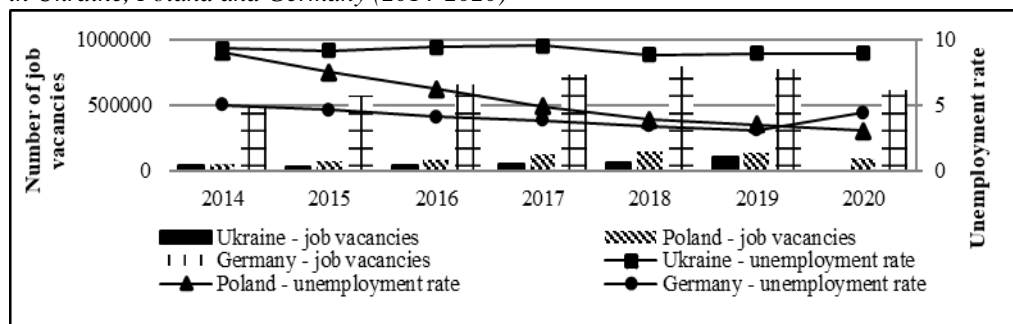 in Ukraine, Poland and Germany (2014-2020)
1000000
500000
0
Number of job
vacancies
10
5
0
Unemployment rate
2014 2015 2016 2017 2018 2019 2020
Ukraine - job vacancies Poland - job vacancies
Germany - job vacancies Ukraine - unemployment rate
Poland - unemployment rate Germany - unemployment rate